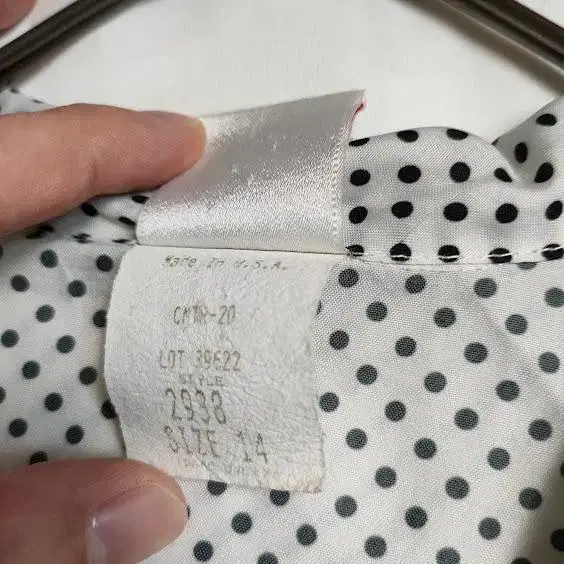 Made In U.S.A.
CMTR-20
LOT 39622
STYLE
2938
SIZE 14